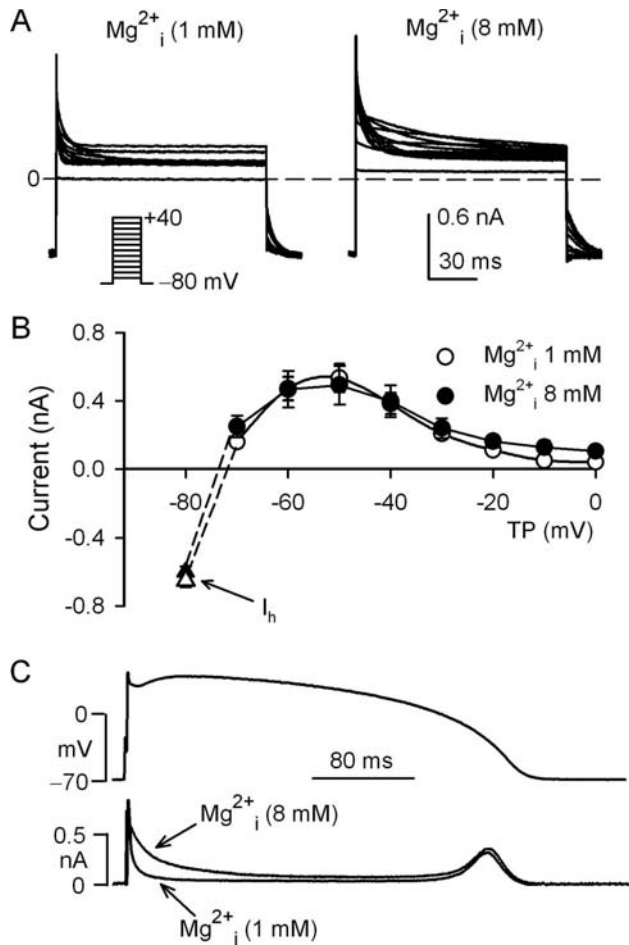 A
Mg2+i (1 mM)
Mg2+i (8 mM)
0
+40
−80 mV
0.6 nA
30 ms
B
Current (nA)
0.8
0.4
0.0
-0.4
-0.8
Mg2+i 1 mM
Mg2+i 8 mM
-80
-60
-40
-20
0
TP (mV)
Ih
C
0
mV
−70
80 ms
Mg2+i (8 mM)
0.5
nA
0
Mg2+i (1 mM)